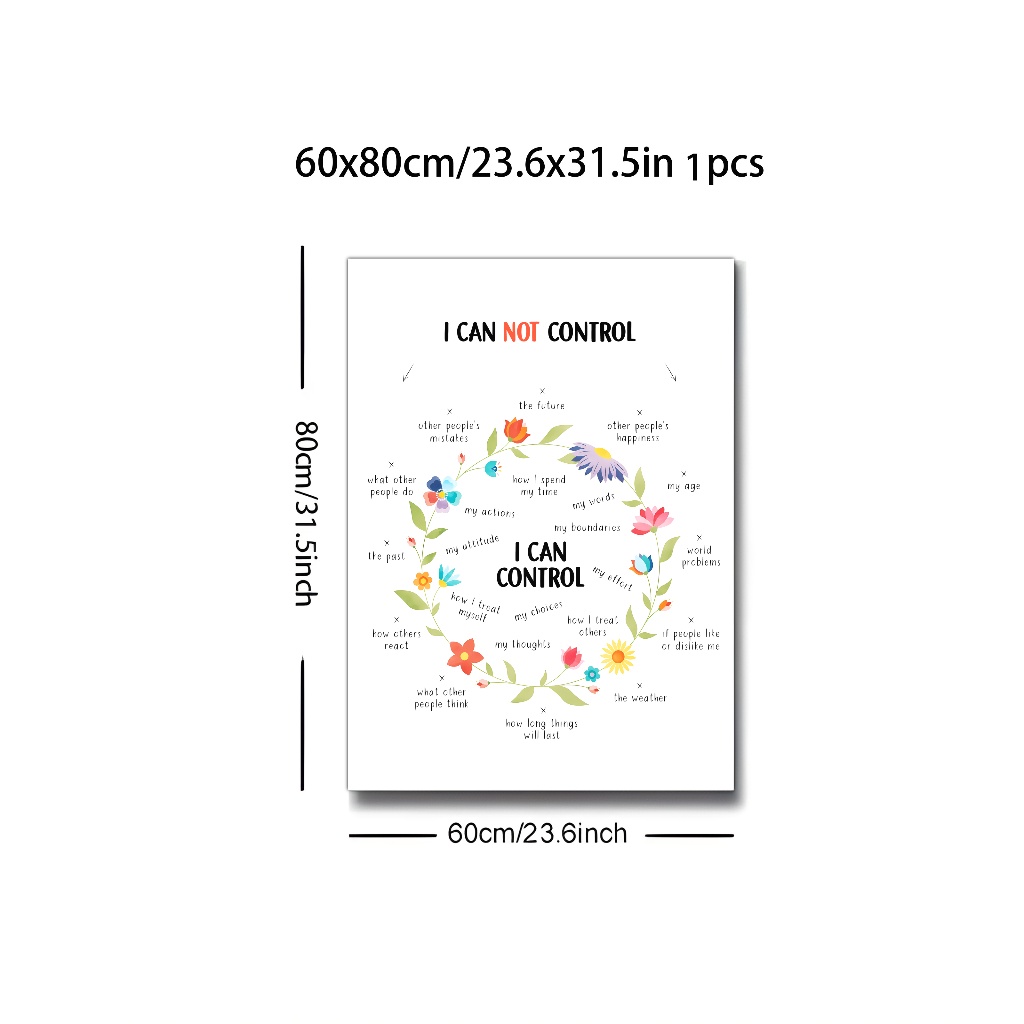 60x80cm/23.6x31.5in 1pcs
80cm/31.5inch
I CAN NOT CONTROL
the future
other people's
mistakes
other people's
happiness
what other
people do
my age
the past
world
problems
how others
react
if people like
or dislike me
what other
people think
the weather
how long things
will last
how I spend
my time
my words
my actions
my boundaries
my attitude
I CAN
CONTROL
my effort
how I treat
myself
my choices
how I treat
others
my thoughts
60cm/23.6inch